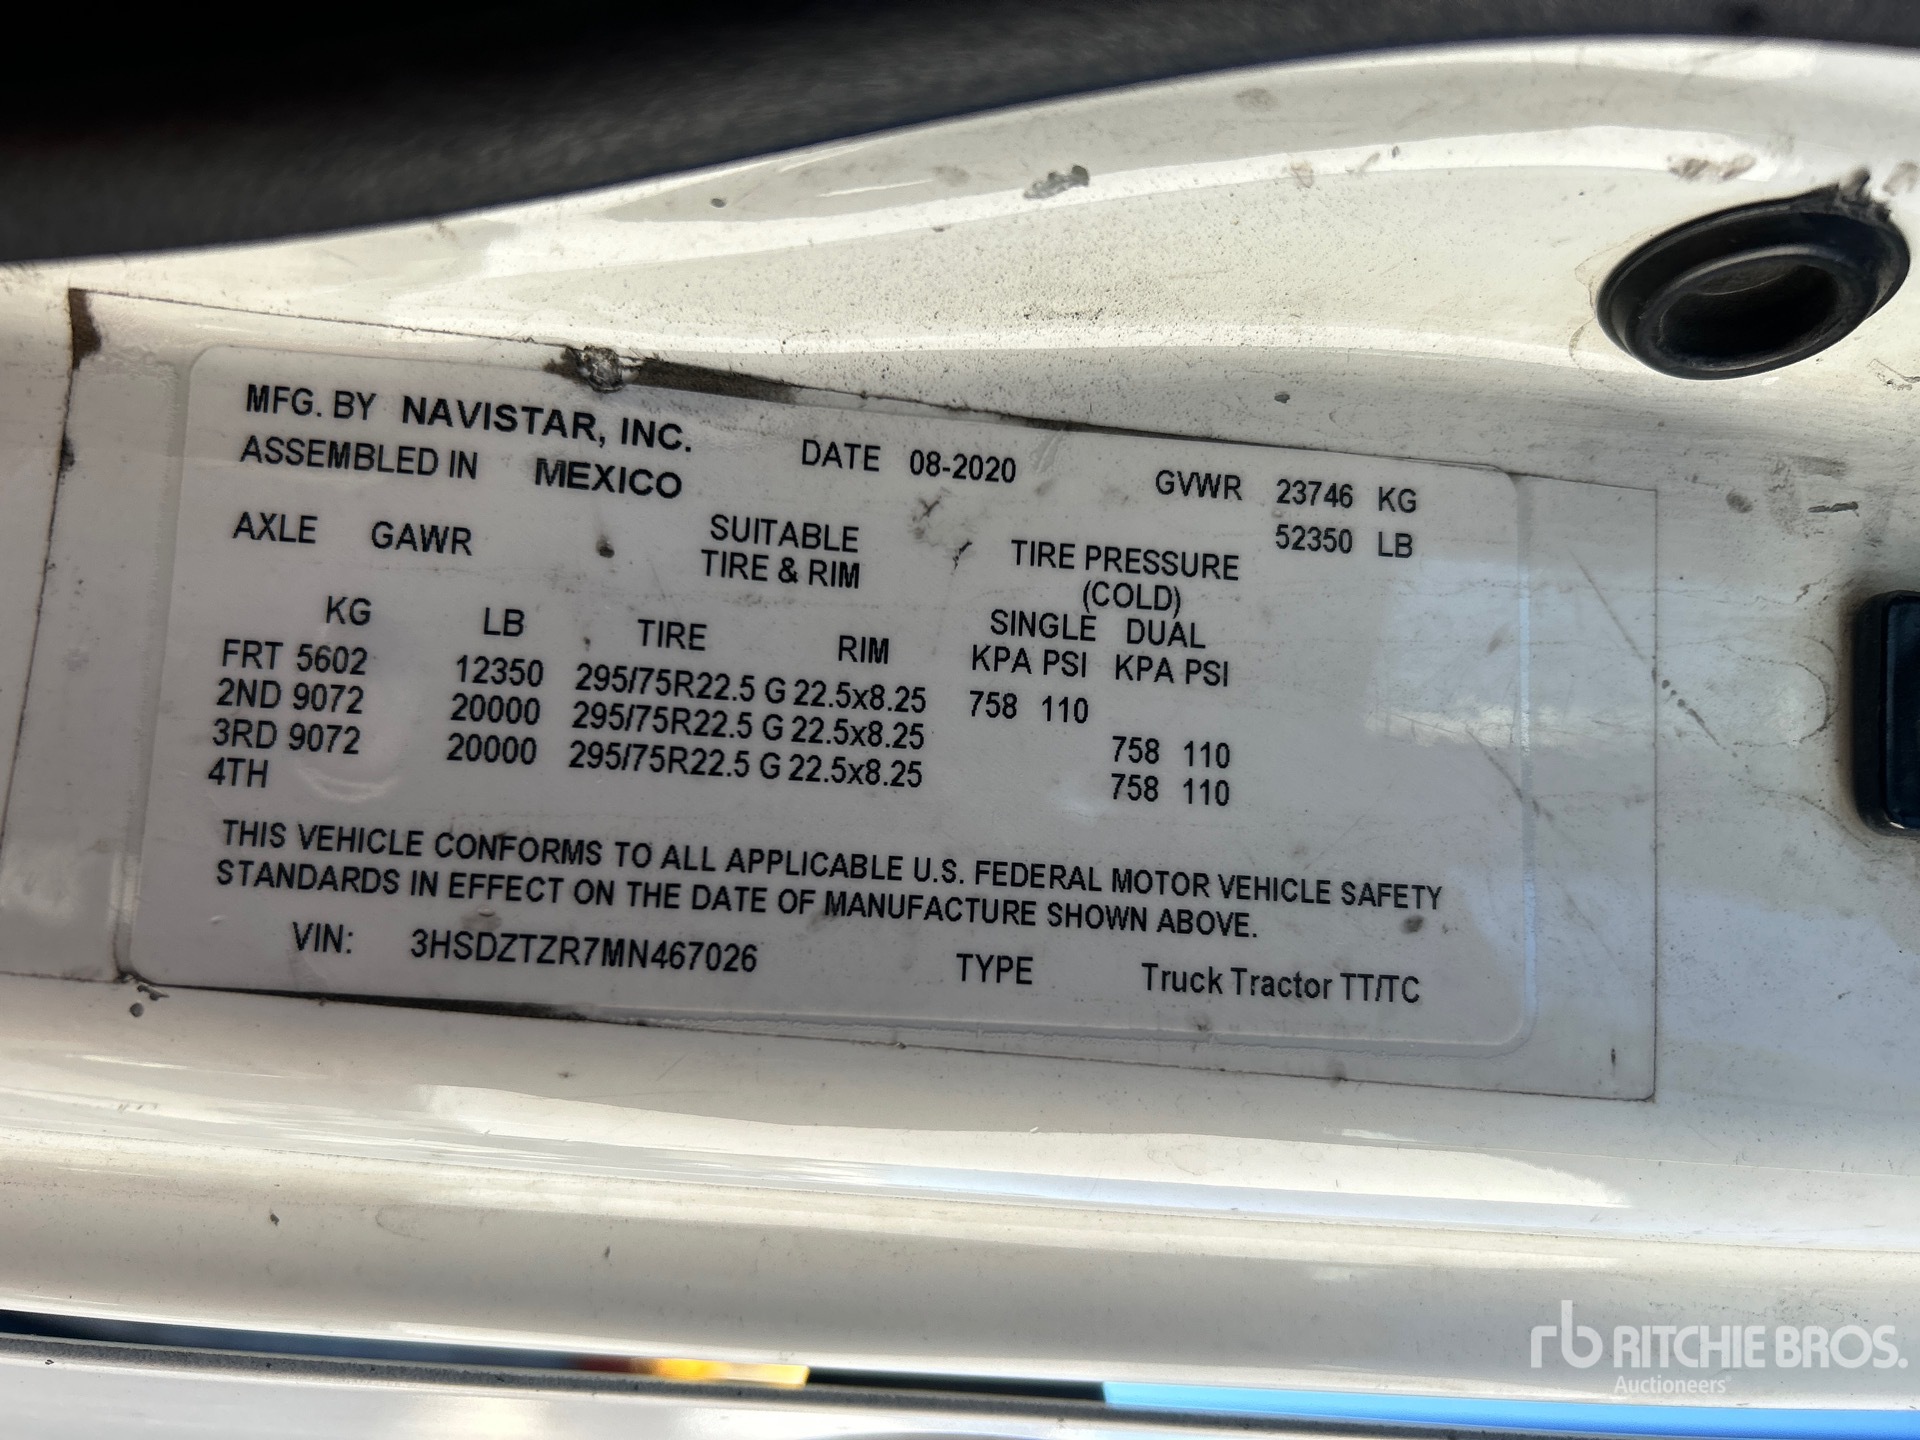 MFG. BY NAVISTAR, INC. DATE 08-2020 GVWR 23746 KG
ASSEMBLED IN MEXICO 52350 LB
AXLE GAWR SUITABLE TIRE PRESSURE
TIRE & RIM (COLD)
SINGLE DUAL
KG LB TIRE RIM KPA PSI KPA PSI
FRT 5602 12350 295/75R22.5 G 22.5x8.25 758 110
2ND 9072 20000 295/75R22.5 G 22.5x8.25 758 110
3RD 9072 20000 295/75R22.5 G 22.5x8.25 758 110
4TH
THIS VEHICLE CONFORMS TO ALL APPLICABLE U.S. FEDERAL MOTOR VEHICLE SAFETY
STANDARDS IN EFFECT ON THE DATE OF MANUFACTURE SHOWN ABOVE.
VIN: 3HSDZTZR7MN467026 TYPE Truck Tractor TT/TC
rb RITCHIE BROS.
Auctioneers